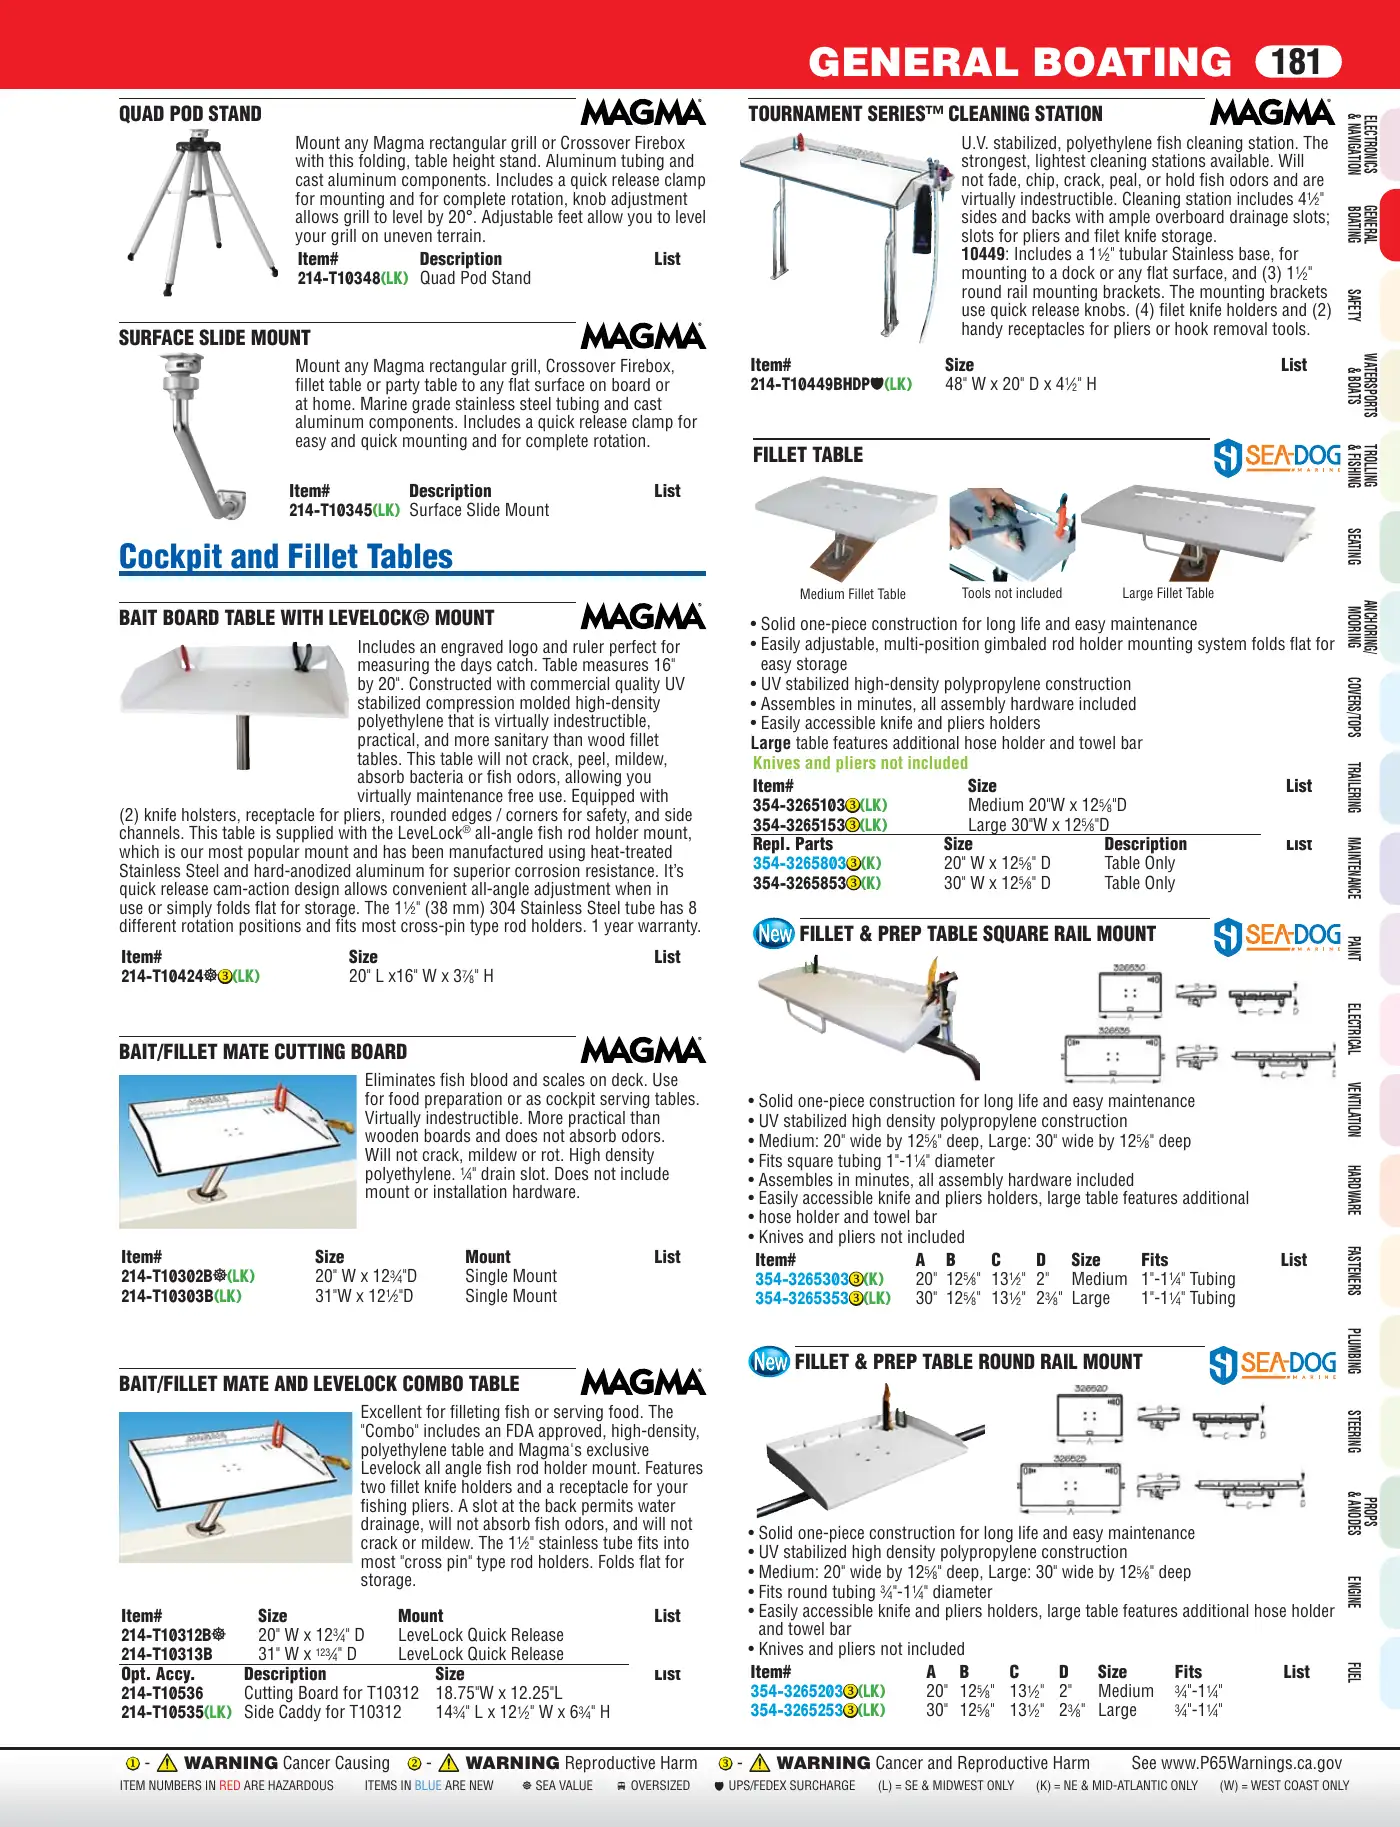 GENERAL BOATING 181
QUAD POD STAND
MAGMA
Mount any Magma rectangular grill or Crossover Firebox
with this folding, table height stand. Aluminum tubing and
cast aluminum components. Includes a quick release clamp
for mounting and for complete rotation, knob adjustment
allows grill to level by 20°. Adjustable feet allow you to level
your grill on uneven terrain.
Item# Description List
214-T10348(LK) Quad Pod Stand
SURFACE SLIDE MOUNT
MAGMA
Mount any Magma rectangular grill, Crossover Firebox,
fillet table or party table to any flat surface on board or
at home. Marine grade stainless steel tubing and cast
aluminum components. Includes a quick release clamp for
easy and quick mounting and for complete rotation.
Item# Description List
214-T10345(LK) Surface Slide Mount
Cockpit and Fillet Tables
BAIT BOARD TABLE WITH LEVELOCK® MOUNT
MAGMA
Includes an engraved logo and ruler perfect for
measuring the days catch. Table measures 16"
by 20". Constructed with commercial quality UV
stabilized compression molded high-density
polyethylene that is virtually indestructible,
practical, and more sanitary than wood fillet
tables. This table will not crack, peel, mildew,
absorb bacteria or fish odors, allowing you
virtually maintenance free use. Equipped with
(2) knife holsters, receptacle for pliers, rounded edges / corners for safety, and side
channels. This table is supplied with the LeveLock® all-angle fish rod holder mount,
which is our most popular mount and has been manufactured using heat-treated
Stainless Steel and hard-anodized aluminum for superior corrosion resistance. It's
quick release cam-action design allows convenient all-angle adjustment when in
use or simply folds flat for storage. The 1½" (38 mm) 304 Stainless Steel tube has 8
different rotation positions and fits most cross-pin type rod holders. 1 year warranty.
Item# Size List
214-T10424☸③(LK) 20" L x16" W x 3⅞" H
BAIT/FILLET MATE CUTTING BOARD
MAGMA
Eliminates fish blood and scales on deck. Use
for food preparation or as cockpit serving tables.
Virtually indestructible. More practical than
wooden boards and does not absorb odors.
Will not crack, mildew or rot. High density
polyethylene. ¼" drain slot. Does not include
mount or installation hardware.
Item# Size Mount List
214-T10302B☸(LK) 20" W x 12¾"D Single Mount
214-T10303B(LK) 31"W x 12½"D Single Mount
BAIT/FILLET MATE AND LEVELOCK COMBO TABLE
MAGMA
Excellent for filleting fish or serving food. The
"Combo" includes an FDA approved, high-density,
polyethylene table and Magma's exclusive
Levelock all angle fish rod holder mount. Features
two fillet knife holders and a receptacle for your
fishing pliers. A slot at the back permits water
drainage, will not absorb fish odors, and will not
crack or mildew. The 1½" stainless tube fits into
most "cross pin" type rod holders. Folds flat for
storage.
Item# Size Mount List
214-T10312B☸ 20" W x 12¾" D LeveLock Quick Release
214-T10313B 31" W x 12¾" D LeveLock Quick Release
Opt. Accy. Description Size List
214-T10536 Cutting Board for T10312 18.75"W x 12.25"L
214-T10535(LK) Side Caddy for T10312 14¾" L x 12½" W x 6¾" H
TOURNAMENT SERIES™ CLEANING STATION
MAGMA
U.V. stabilized, polyethylene fish cleaning station. The
strongest, lightest cleaning stations available. Will
not fade, chip, crack, peel, or hold fish odors and are
virtually indestructible. Cleaning station includes 4½"
sides and backs with ample overboard drainage slots;
slots for pliers and filet knife storage.
10449: Includes a 1½" tubular Stainless base, for
mounting to a dock or any flat surface, and (3) 1½"
round rail mounting brackets. The mounting brackets
use quick release knobs. (4) filet knife holders and (2)
handy receptacles for pliers or hook removal tools.
Item# Size List
214-T10449BHDP(LK) 48" W x 20" D x 4½" H
FILLET TABLE
SEA-DOG
MARINE
Medium Fillet Table Tools not included Large Fillet Table
• Solid one-piece construction for long life and easy maintenance
• Easily adjustable, multi-position gimbaled rod holder mounting system folds flat for
easy storage
• UV stabilized high-density polypropylene construction
• Assembles in minutes, all assembly hardware included
• Easily accessible knife and pliers holders
Large table features additional hose holder and towel bar
Knives and pliers not included
Item# Size List
354-3265103③(LK) Medium 20"W x 12⅝"D
354-3265153③(LK) Large 30"W x 12⅝"D
Repl. Parts Size Description List
354-3265803③(K) 20" W x 12⅝" D Table Only
354-3265853③(K) 30" W x 12⅝" D Table Only
New FILLET & PREP TABLE SQUARE RAIL MOUNT
SEA-DOG
MARINE
326530
A B C D
326535
A B C D
• Solid one-piece construction for long life and easy maintenance
• UV stabilized high density polypropylene construction
• Medium: 20" wide by 12⅝" deep, Large: 30" wide by 12⅝" deep
• Fits square tubing 1"-1¼" diameter
• Assembles in minutes, all assembly hardware included
• Easily accessible knife and pliers holders, large table features additional
• hose holder and towel bar
• Knives and pliers not included
Item# A B C D Size Fits List
354-3265303③(K) 20" 12⅝" 13½" 2" Medium 1"-1¼" Tubing
354-3265353③(LK) 30" 12⅝" 13½" 2⅜" Large 1"-1¼" Tubing
New FILLET & PREP TABLE ROUND RAIL MOUNT
SEA-DOG
MARINE
326520
A B C D
326525
A B C D
• Solid one-piece construction for long life and easy maintenance
• UV stabilized high density polypropylene construction
• Medium: 20" wide by 12⅝" deep, Large: 30" wide by 12⅝" deep
• Fits round tubing ¾"-1¼" diameter
• Easily accessible knife and pliers holders, large table features additional hose holder
and towel bar
• Knives and pliers not included
Item# A B C D Size Fits List
354-3265203③(LK) 20" 12⅝" 13½" 2" Medium ¾"-1¼"
354-3265253③(LK) 30" 12⅝" 13½" 2⅜" Large ¾"-1¼"
ELECTRONICS & NAVIGATION
GENERAL BOATING
SAFETY
WATERSPORTS & BOATS
TROLLING & FISHING
SEATING
ANCHORING/ MOORING
COVERS/TOPS
TRAILERING
MAINTENANCE
PAINT
ELECTRICAL
VENTILATION
HARDWARE
FASTENERS
PLUMBING
STEERING
PROPS & ANODES
ENGINE
FUEL
① - ⚠ WARNING Cancer Causing ② - ⚠ WARNING Reproductive Harm ③ - ⚠ WARNING Cancer and Reproductive Harm See www.P65Warnings.ca.gov
ITEM NUMBERS IN RED ARE HAZARDOUS ITEMS IN BLUE ARE NEW ☸ SEA VALUE OVERSIZED UPS/FEDEX SURCHARGE (L) = SE & MIDWEST ONLY (K) = NE & MID-ATLANTIC ONLY (W) = WEST COAST ONLY